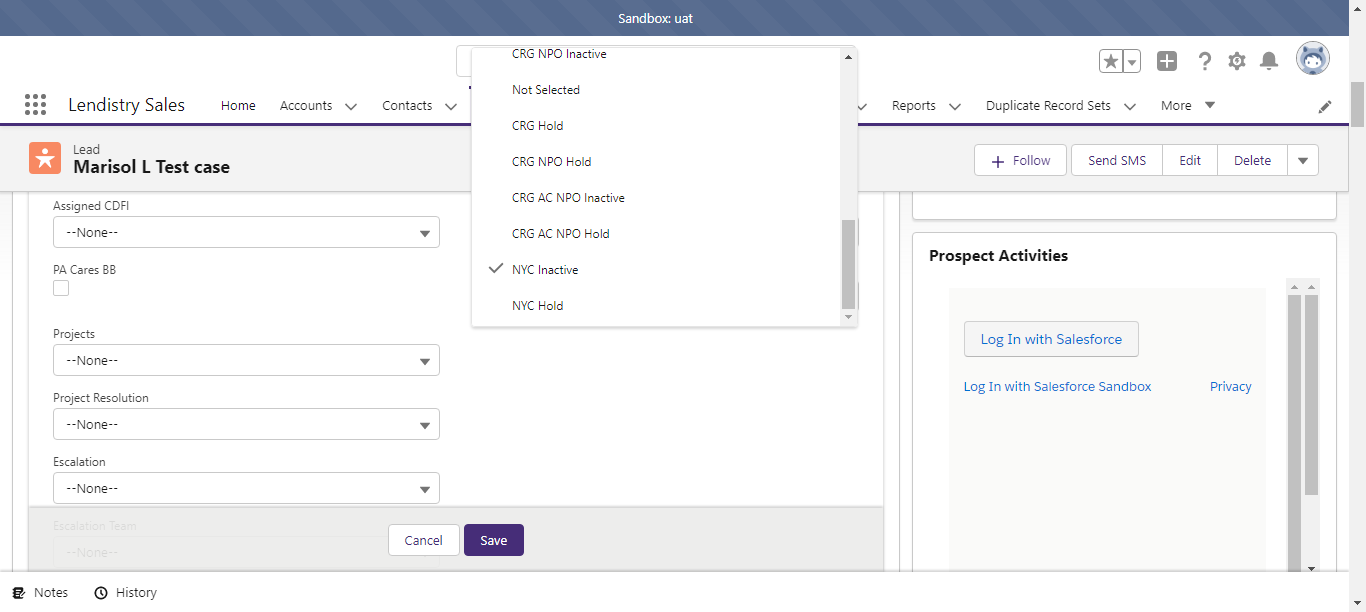 Sandbox: uat
Lendistry Sales
Home
Accounts
Contacts
Reports
Duplicate Record Sets
More
Lead
Marisol L Test case
Follow
Send SMS
Edit
Delete
CRG NPO Inactive
Not Selected
CRG Hold
CRG NPO Hold
CRG AC NPO Inactive
CRG AC NPO Hold
NYC Inactive
NYC Hold
Assigned CDFI
--None--
PA Cares BB
Projects
--None--
Project Resolution
--None--
Escalation
--None--
Escalation Team
--None--
Cancel
Save
Prospect Activities
Log In with Salesforce
Log In with Salesforce Sandbox
Privacy
Notes
History